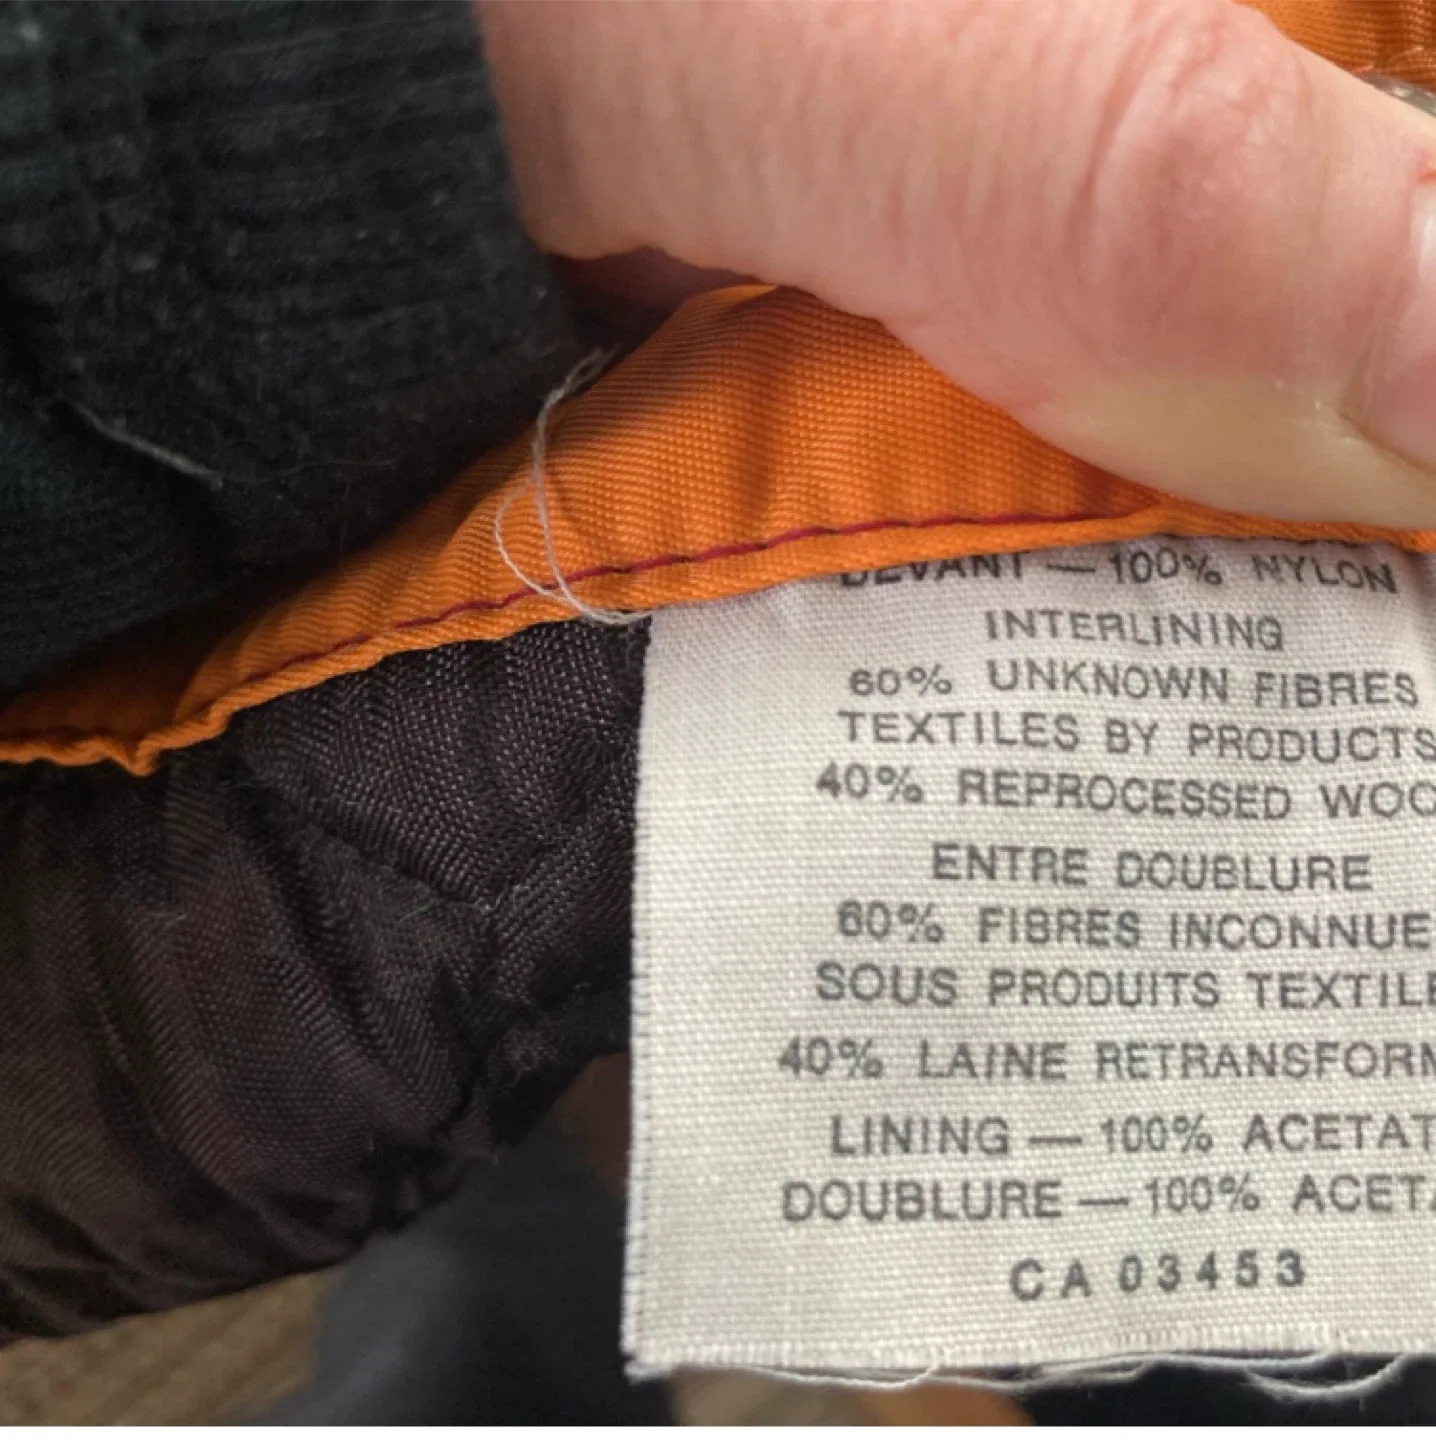 DEVANT — 100% NYLON
INTERLINING
60% UNKNOWN FIBRES
TEXTILES BY PRODUCTS
40% REPROCESSED WOO
ENTRE DOUBLURE
60% FIBRES INCONNUE
SOUS PRODUITS TEXTILE
40% LAINE RETRANSFORM
LINING — 100% ACETAT
DOUBLURE — 100% ACETA
CA 03453